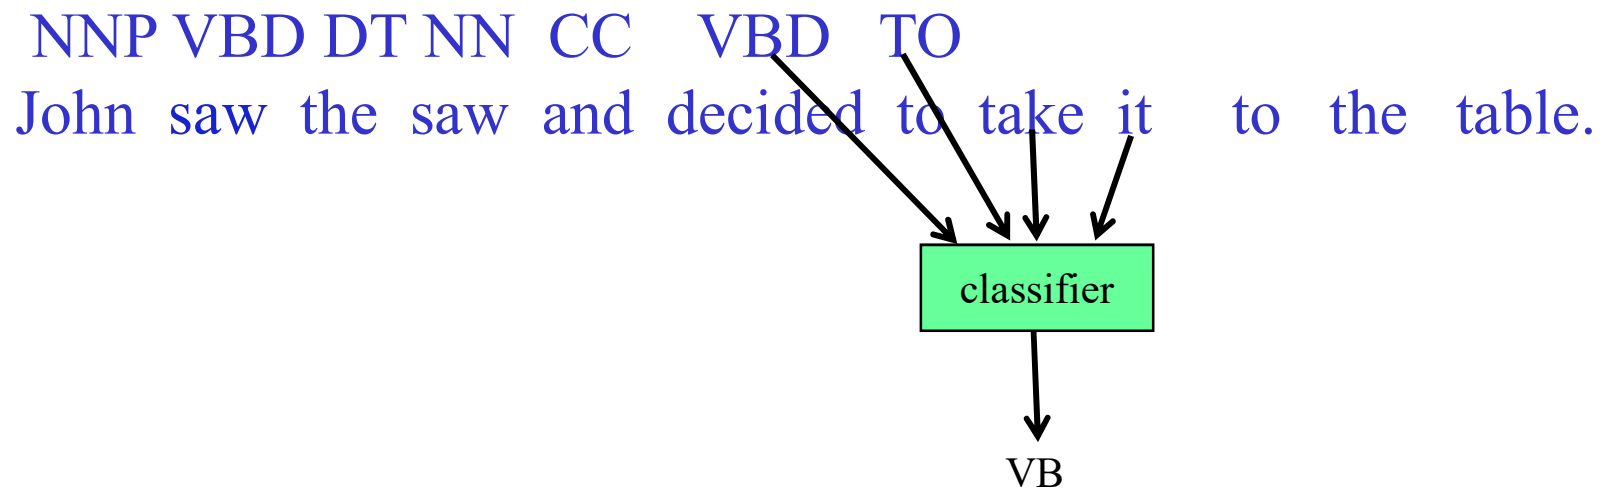 NNP VBD DT NN CC VBD TO
John saw the saw and decided to take it to the table.
classifier
VB